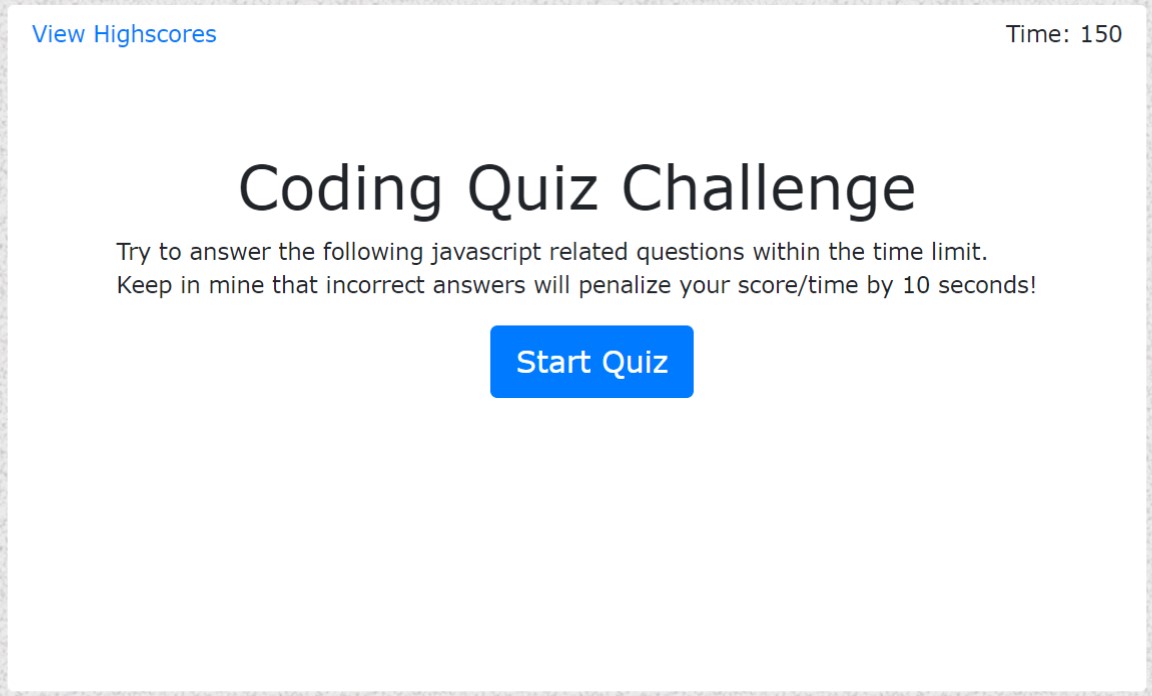 View Highscores
Time: 150
Coding Quiz Challenge
Try to answer the following javascript related questions within the time limit.
Keep in mine that incorrect answers will penalize your score/time by 10 seconds!
Start Quiz